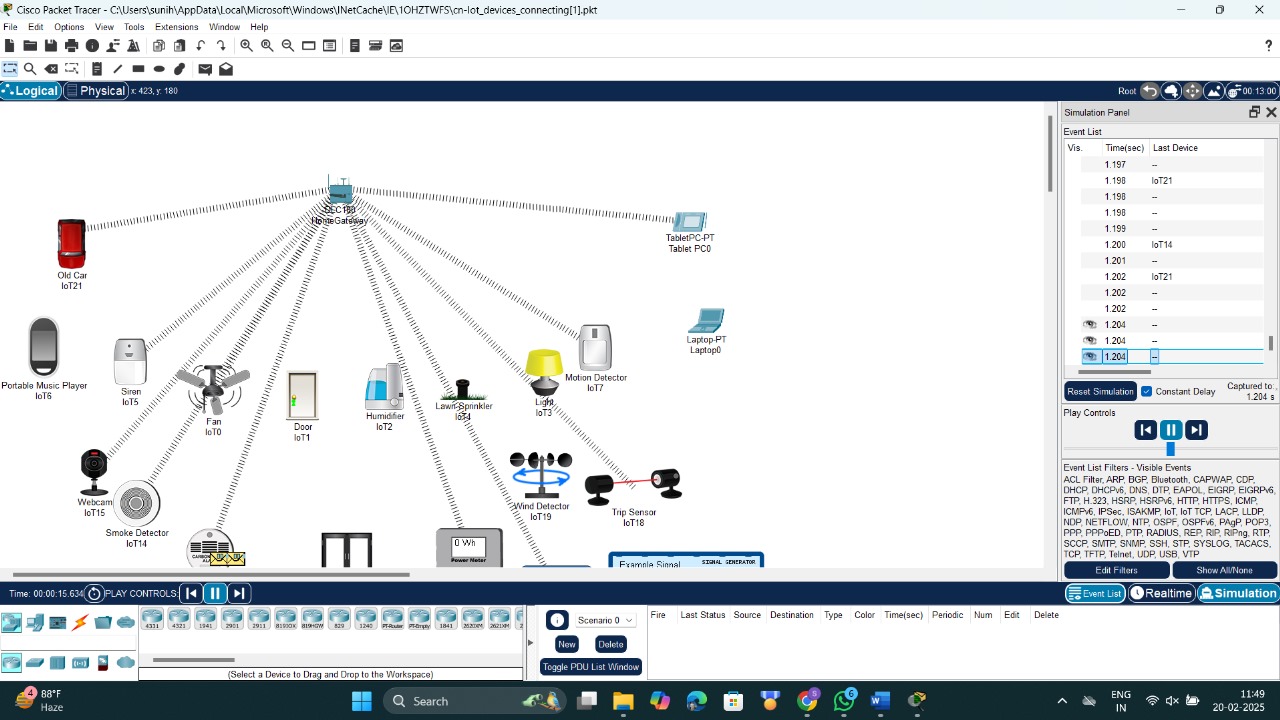 Cisco Packet Tracer - C:\Users\sunih\AppData\Local\Microsoft\Windows\INetCache\IE\1OHZTWFS\cn-Iot_devices_connecting[1].pkt
File Edit Options View Tools Extensions Window Help
Logical Physical x: 423, y: 180 Root 00:13:00
Simulation Panel
Event List
Vis. Time(sec) Last Device
1.197 --
1.198 IoT21
1.198 --
1.198 --
1.199 --
1.200 IoT14
1.201 --
1.202 IoT21
1.202 --
1.202 --
1.204 --
1.204 --
1.204 --
Reset Simulation Constant Delay Captured to:
1.204 s
Play Controls
Event List Filters - Visible Events
ACL Filter, ARP, BGP, Bluetooth, CAPWAP, CDP,
DHCP, DHCPv6, DNS, DTP, EAPOL, EIGRP, EIGRPv6,
FTP, H.323, HSRP, HSRPv6, HTTP, HTTPS, ICMP,
ICMPv6, IPSec, ISAKMP, IoT, IoT TCP, LACP, LLDP,
NDP, NETFLOW, NTP, OSPF, OSPFv6, PAgP, POP3,
PPP, PPPoED, PTP, RADIUS, REP, RIP, RIPng, RTP,
SCCP, SMTP, SNMP, SSH, STP, SYSLOG, TACACS,
TCP, TFTP, Telnet, UDP, USB, VTP
Edit Filters Show All/None
Event List Realtime Simulation
HomeGateway
TabletPC-PT
Tablet PC0
Old Car
IoT21
Laptop-PT
Laptop0
Portable Music Player
IoT6
Siren
IoT5
Fan
IoT0
Door
IoT1
Humidifier
IoT2
Lawn Sprinkler
IoT4
Light
IoT3
Motion Detector
IoT7
Webcam
IoT15
Smoke Detector
IoT14
Wind Detector
IoT19
Trip Sensor
IoT18
0 Wh
Power Meter
Example Signal SIGNAL GENERATOR
Time: 00:00:15.634 PLAY CONTROLS:
4331 4321 1941 2901 2911 819IOX 819HGW 829 1240 PT-Router PT-Empty 1841 2620XM 2621XM
(Select a Device to Drag and Drop to the Workspace)
Scenario 0
New Delete
Toggle PDU List Window
Fire Last Status Source Destination Type Color Time(sec) Periodic Num Edit Delete
4
88°F
Haze
Search
6
ENG
IN
11:49
20-02-2025